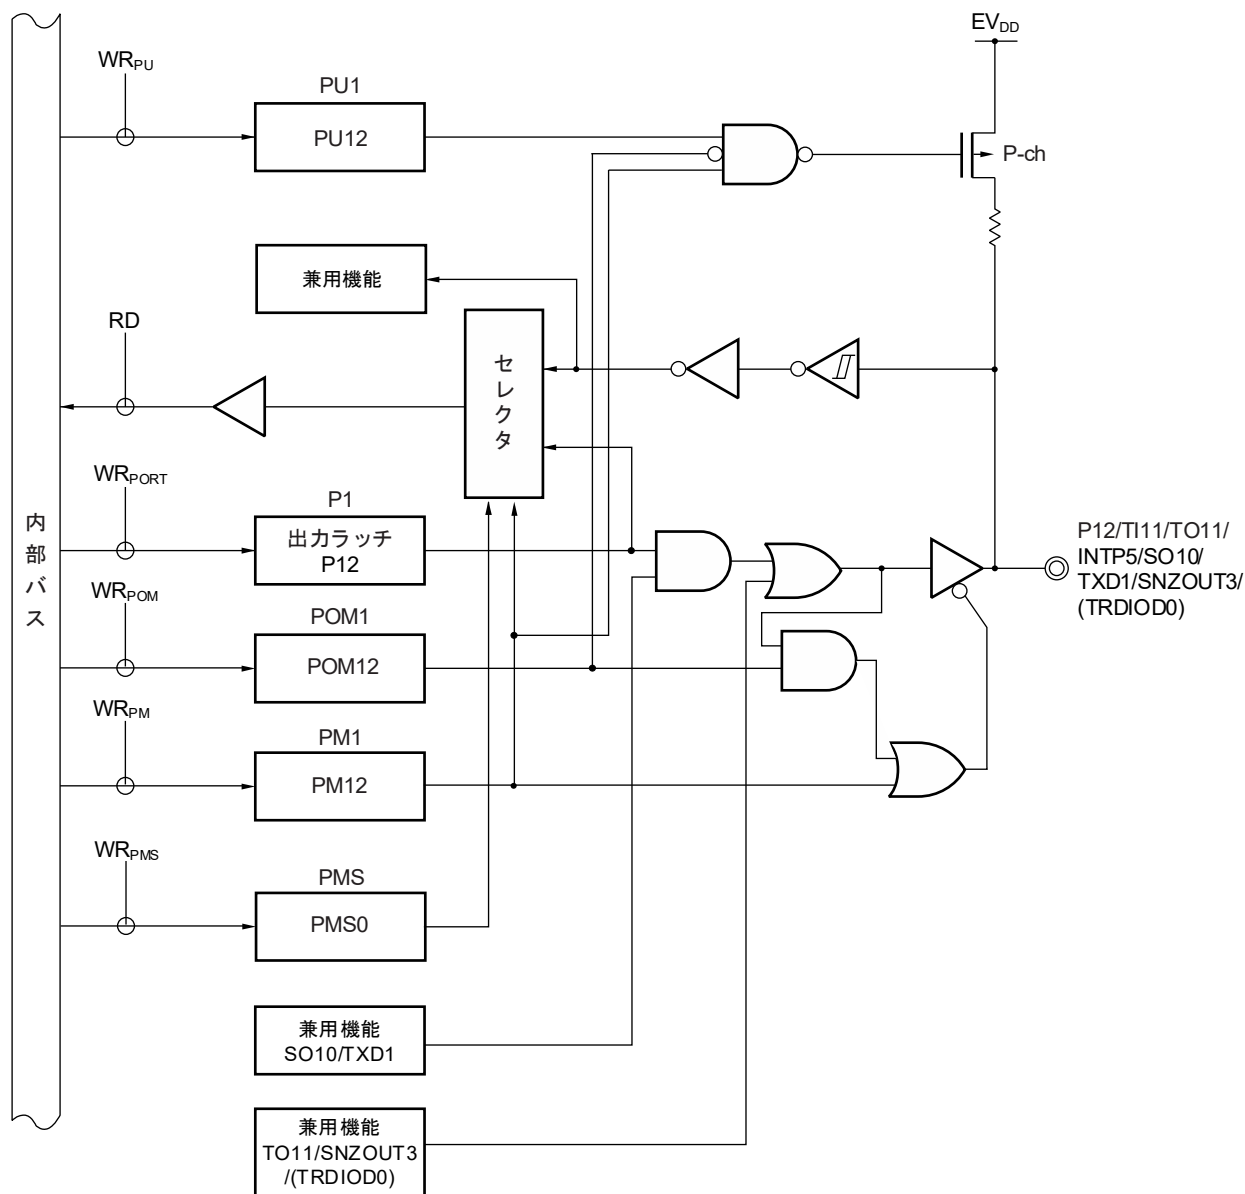 EVDD
WRPU
PU1
PU12
P-ch
兼用機能
RD
セレクタ
WRPORT
P1
出力ラッチ
P12
内部バス
P12/TI11/TO11/
INTP5/SO10/
TXD1/SNZOUT3/
(TRDIOD0)
WRPOM
POM1
POM12
WRPM
PM1
PM12
WRPMS
PMS
PMS0
兼用機能
SO10/TXD1
兼用機能
TO11/SNZOUT3
/(TRDIOD0)